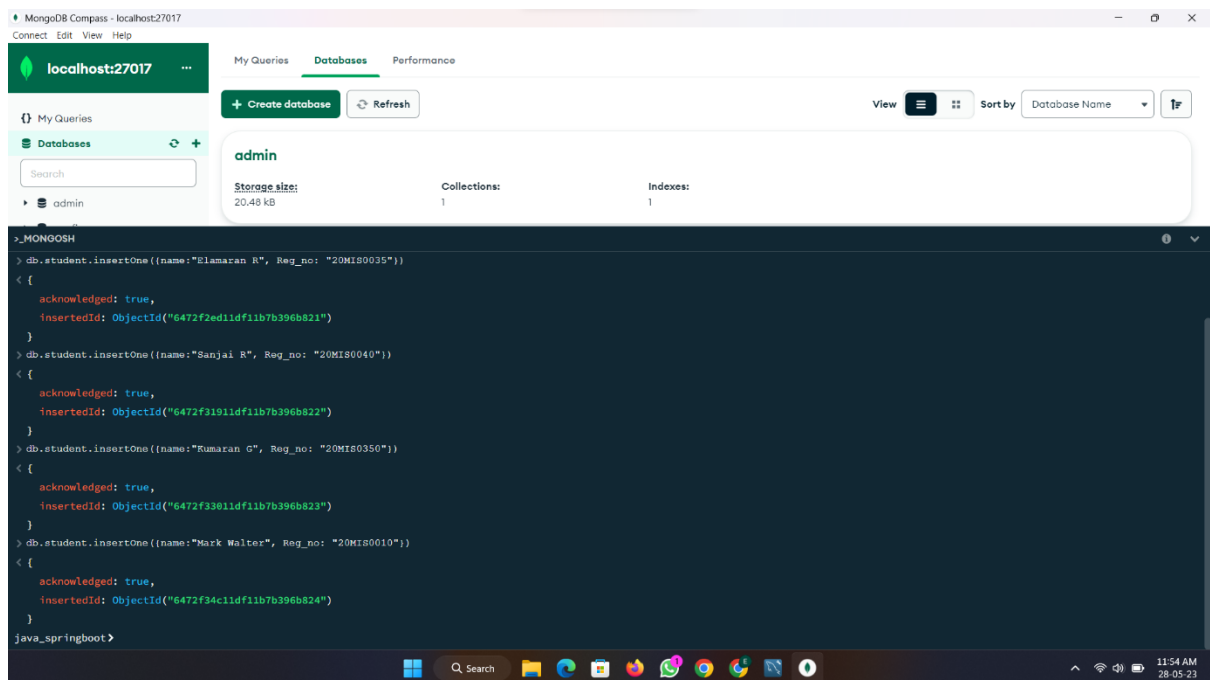 MongoDB Compass - localhost:27017
Connect Edit View Help
localhost:27017 ...
My Queries Databases Performance
+ Create database Refresh View Sort by Database Name
{} My Queries
Databases
Search
admin
admin
Storage size: Collections: Indexes:
20.48 kB 1 1
>_MONGOSH
> db.student.insertOne({name:"Elamaran R", Reg_no: "20MIS0035"})
< {
acknowledged: true,
insertedId: ObjectId("6472f2ed11df11b7b396b821")
}
> db.student.insertOne({name:"Sanjai R", Reg_no: "20MIS0040"})
< {
acknowledged: true,
insertedId: ObjectId("6472f31911df11b7b396b822")
}
> db.student.insertOne({name:"Kumaran G", Reg_no: "20MIS0350"})
< {
acknowledged: true,
insertedId: ObjectId("6472f33011df11b7b396b823")
}
> db.student.insertOne({name:"Mark Walter", Reg_no: "20MIS0010"})
< {
acknowledged: true,
insertedId: ObjectId("6472f34c11df11b7b396b824")
}
java_springboot>
Search
11:54 AM
28-05-23